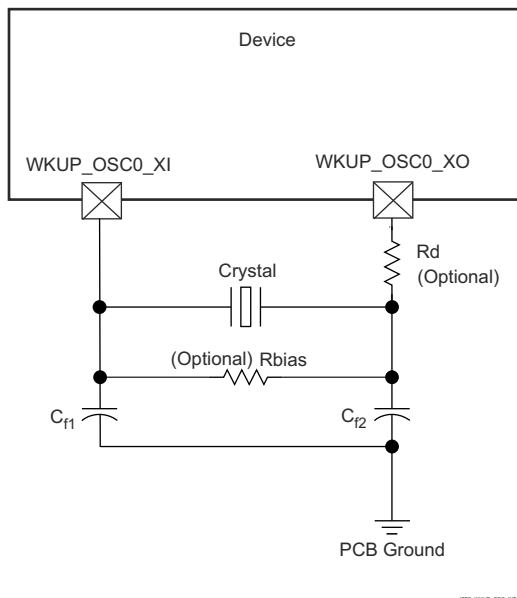 Device
WKUP_OSC0_XI
WKUP_OSC0_XO
Rd
(Optional)
Crystal
(Optional) Rbias
Cf1
Cf2
PCB Ground